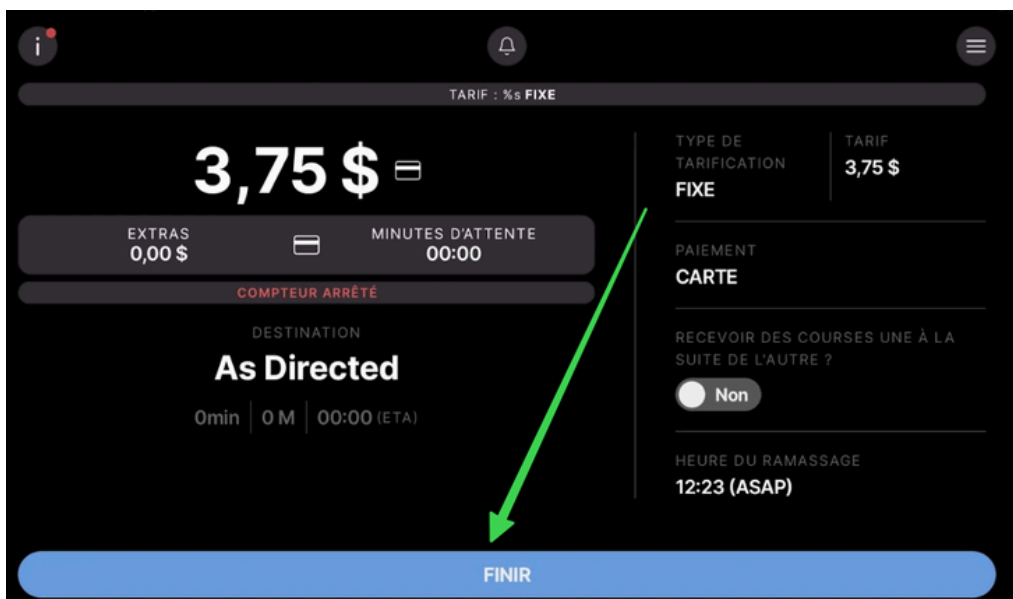 i
TARIF : %s FIXE
3,75 $
EXTRAS
0,00 $
MINUTES D'ATTENTE
00:00
COMPTEUR ARRÊTÉ
DESTINATION
As Directed
0min
0 M
00:00 (ETA)
TYPE DE
TARIFICATION
FIXE
TARIF
3,75 $
PAIEMENT
CARTE
RECEVOIR DES COURSES UNE À LA
SUITE DE L'AUTRE ?
Non
HEURE DU RAMASSAGE
12:23 (ASAP)
FINIR